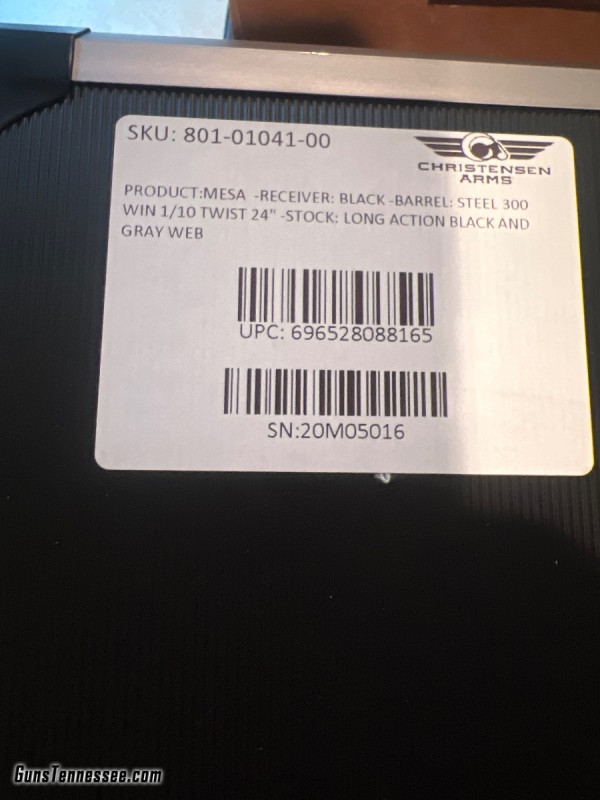 SKU: 801-01041-00
CHRISTENSEN
ARMS
PRODUCT:MESA -RECEIVER: BLACK -BARREL: STEEL 300
WIN 1/10 TWIST 24" -STOCK: LONG ACTION BLACK AND
GRAY WEB
UPC: 696528088165
SN:20M05016
GunsTennessee.com